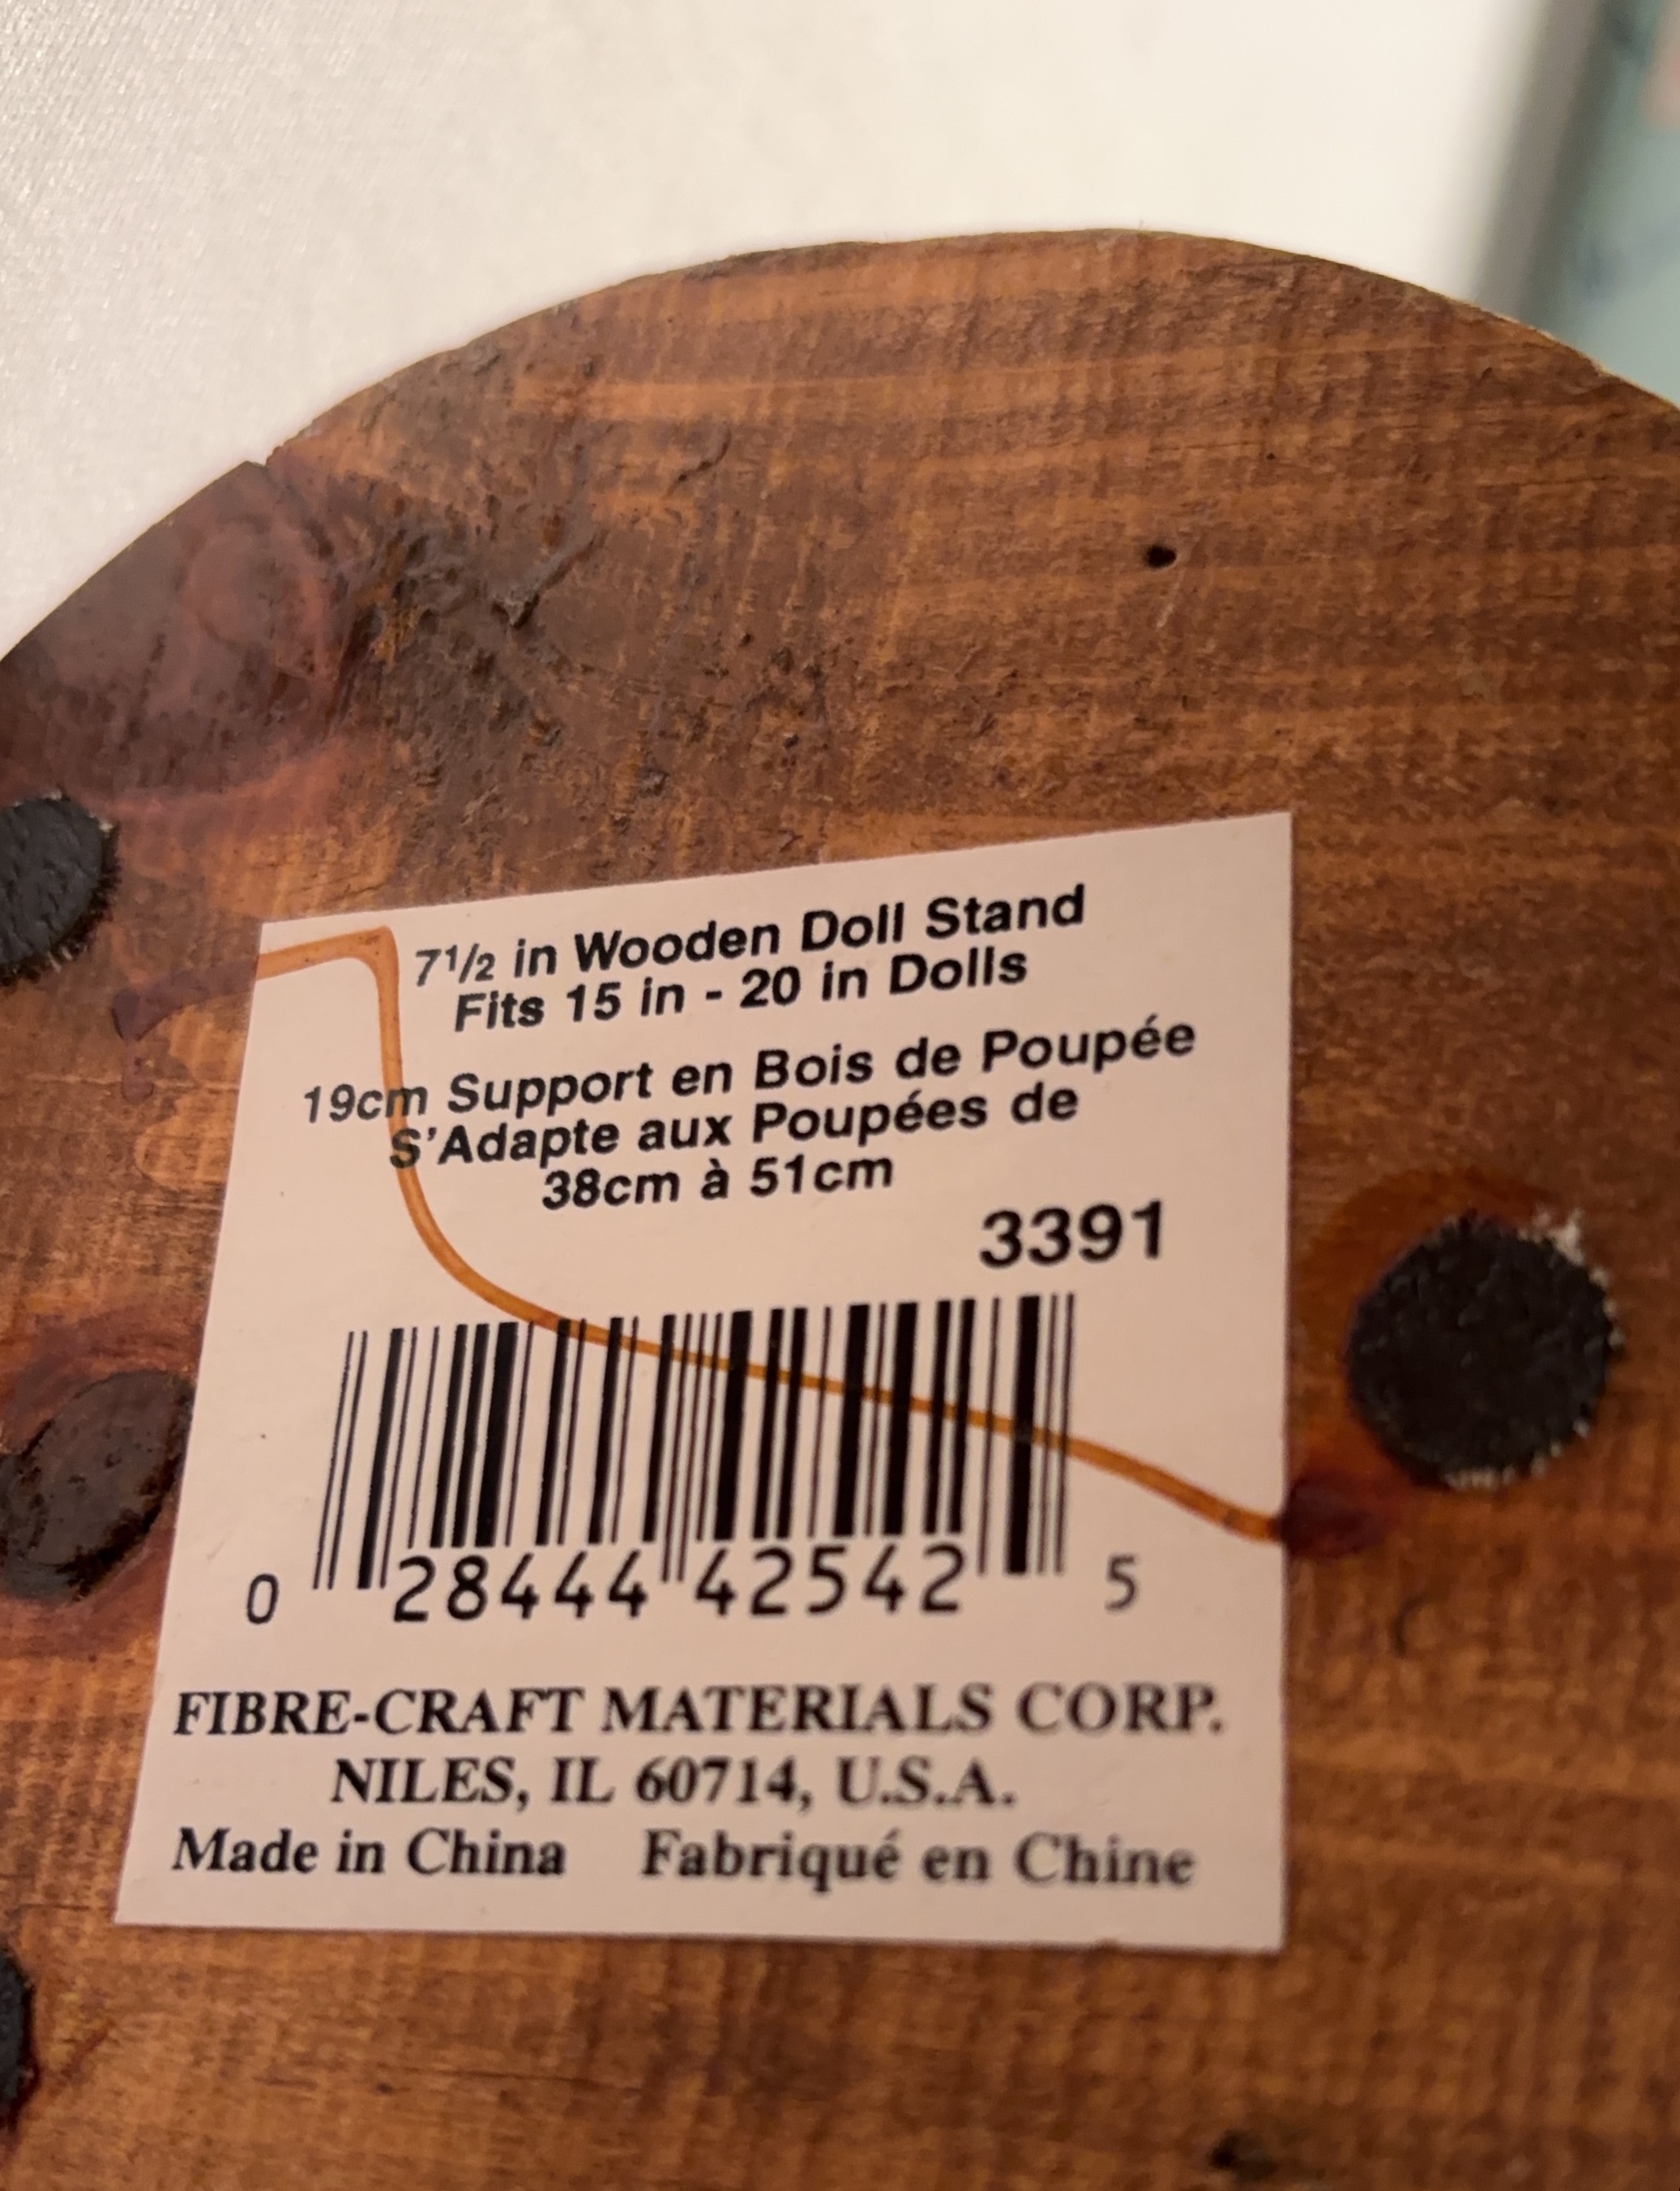 7½ in Wooden Doll Stand
Fits 15 in - 20 in Dolls
19cm Support en Bois de Poupée
S'Adapte aux Poupées de
38cm à 51cm
3391
0 28444 42542 5
FIBRE-CRAFT MATERIALS CORP.
NILES, IL 60714, U.S.A.
Made in China Fabriqué en Chine